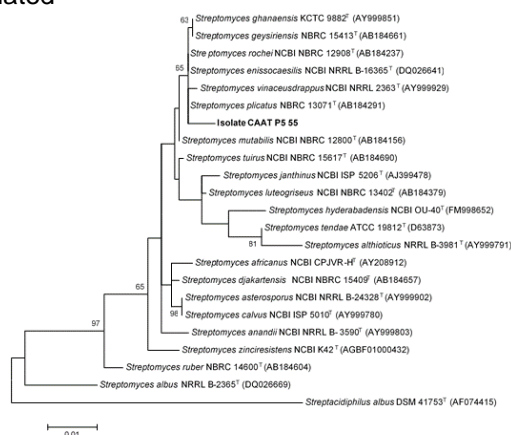 ated
63
Streptomyces ghanaensis KCTC 9882T (AY999851)
Streptomyces geysiriensis NBRC 15413T (AB184661)
Streptomyces rochei NCBI NBRC 12908T (AB184237)
65
Streptomyces enissocaesilis NCBI NRRL B-16365T (DQ026641)
Streptomyces vinaceusdrappus NCBI NRRL 2363T (AY999929)
Streptomyces plicatus NBRC 13071T (AB184291)
Isolate CAAT P5 55
Streptomyces mutabilis NCBI NBRC 12800T (AB184156)
Streptomyces tuirus NCBI NBRC 15617T (AB184690)
Streptomyces janthinus NCBI ISP 5206T (AJ399478)
Streptomyces luteogriseus NCBI NBRC 13402T (AB184379)
Streptomyces hyderabadensis NCBI OU-40T (FM998652)
Streptomyces tendae ATCC 19812T (D63873)
81
Streptomyces althioticus NRRL B-3981T (AY999791)
Streptomyces africanus NCBI CPJVR-HT (AY208912)
Streptomyces djakartensis NCBI NBRC 15409T (AB184657)
65
Streptomyces asterosporus NCBI NRRL B-24328T (AY999902)
98
Streptomyces calvus NCBI ISP 5010T (AY999780)
97
Streptomyces anandii NCBI NRRL B- 3590T (AY999803)
Streptomyces zinciresistens NCBI K42T (AGBF01000432)
Streptomyces ruber NBRC 14600T (AB184604)
Streptomyces albus NRRL B-2365T (DQ026669)
Streptacidiphilus albus DSM 41753T (AF074415)
0.01